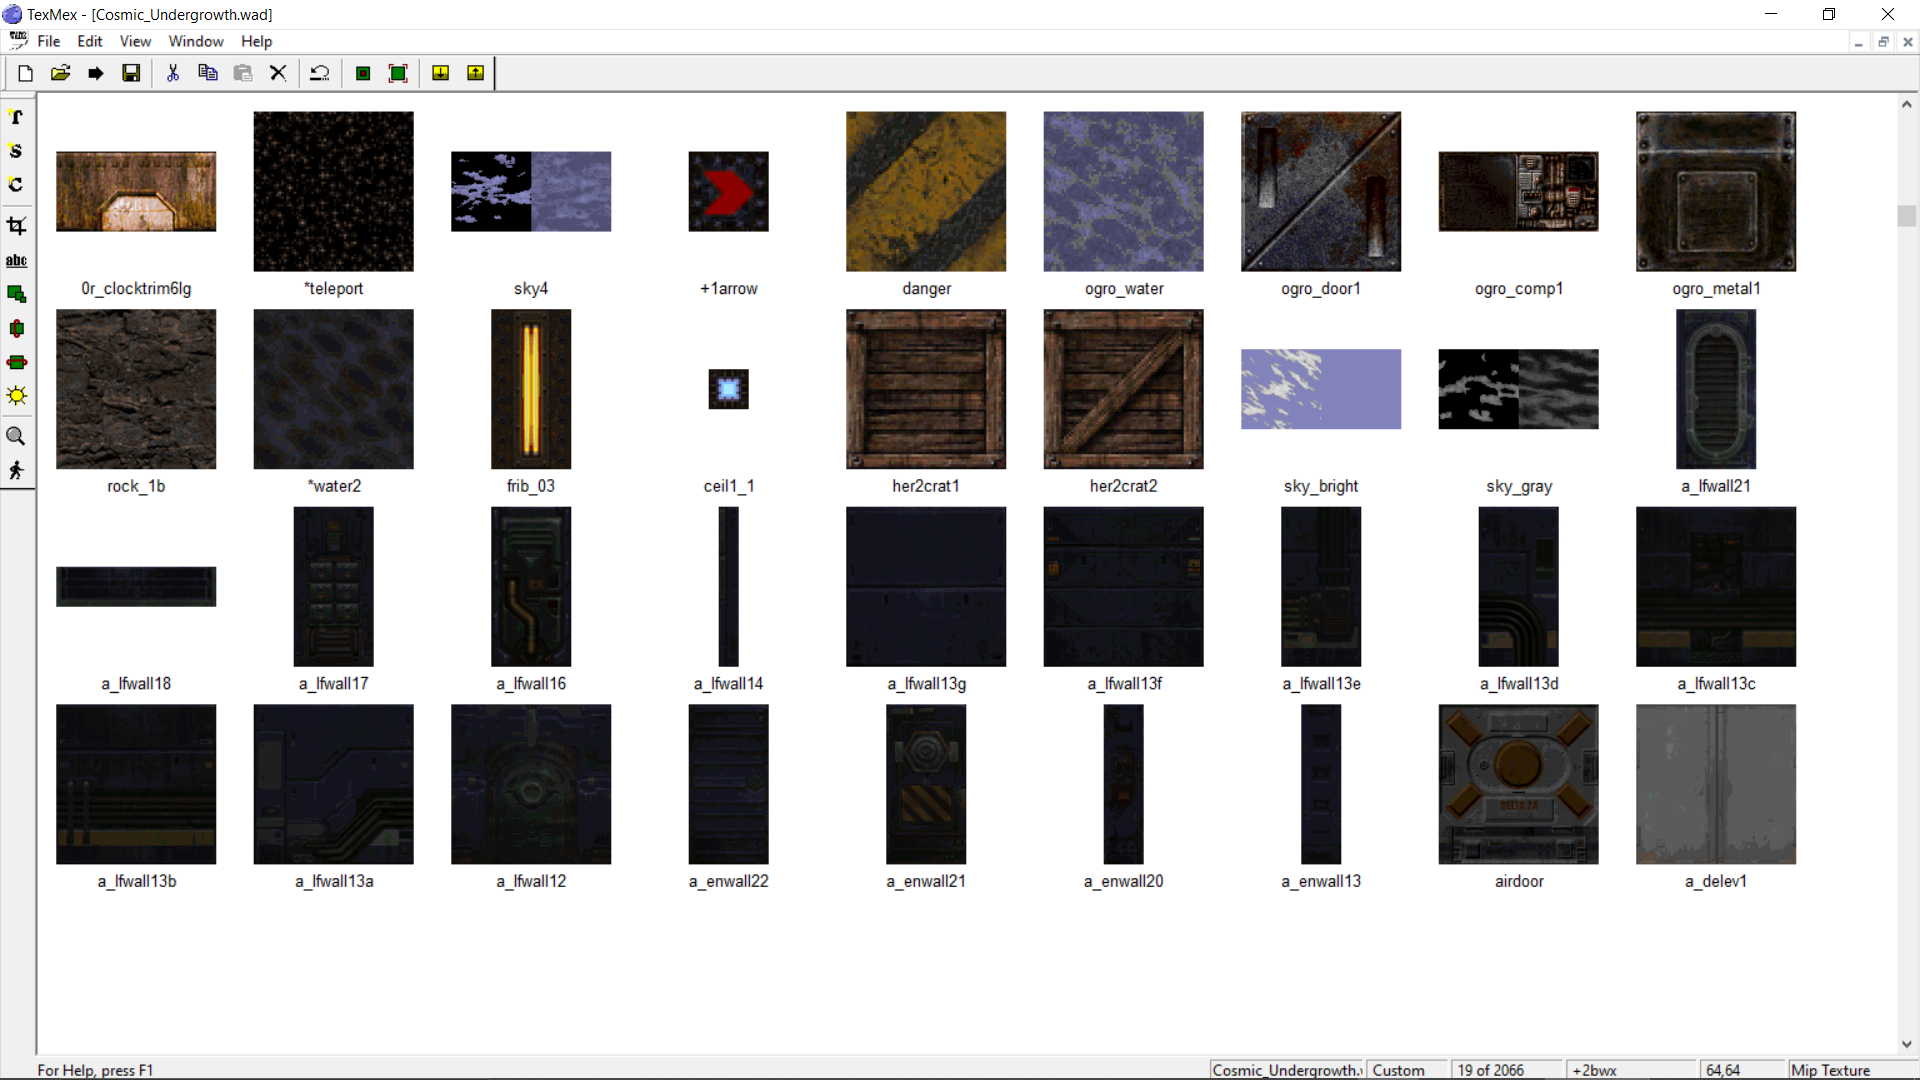 TexMex - [Cosmic_Undergrowth.wad]
File Edit View Window Help
abc
0r_clocktrim6lg *teleport sky4 +1arrow danger ogro_water ogro_door1 ogro_comp1 ogro_metal1
rock_1b *water2 frib_03 ceil1_1 her2crat1 her2crat2 sky_bright sky_gray a_lfwall21
a_lfwall18 a_lfwall17 a_lfwall16 a_lfwall14 a_lfwall13g a_lfwall13f a_lfwall13e a_lfwall13d a_lfwall13c
a_lfwall13b a_lfwall13a a_lfwall12 a_enwall22 a_enwall21 a_enwall20 a_enwall13 airdoor a_delev1
For Help, press F1 Cosmic_Undergrowth. Custom 19 of 2066 +2bwx 64,64 Mip Texture